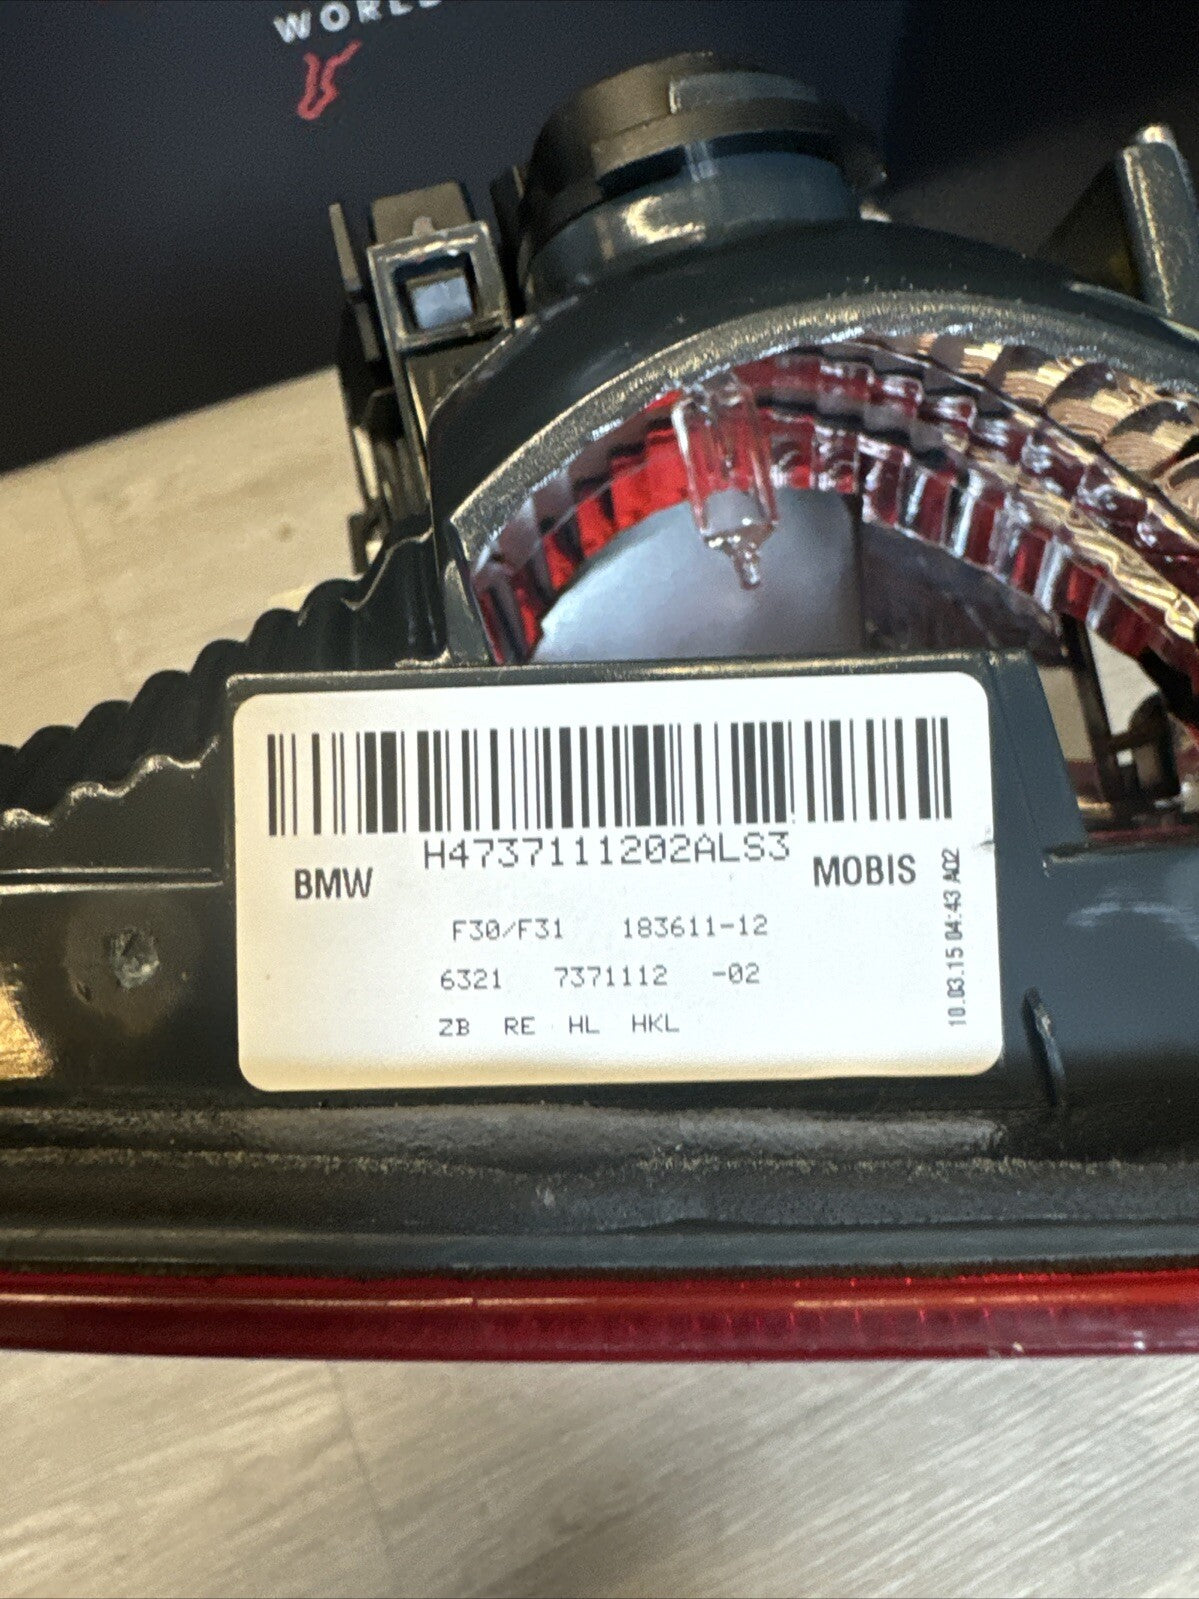 WORLD
H4737111202ALS3
BMW MOBIS
F30/F31 183611-12
6321 7371112 -02
ZB RE HL HKL
10.03.15 04:43 A02